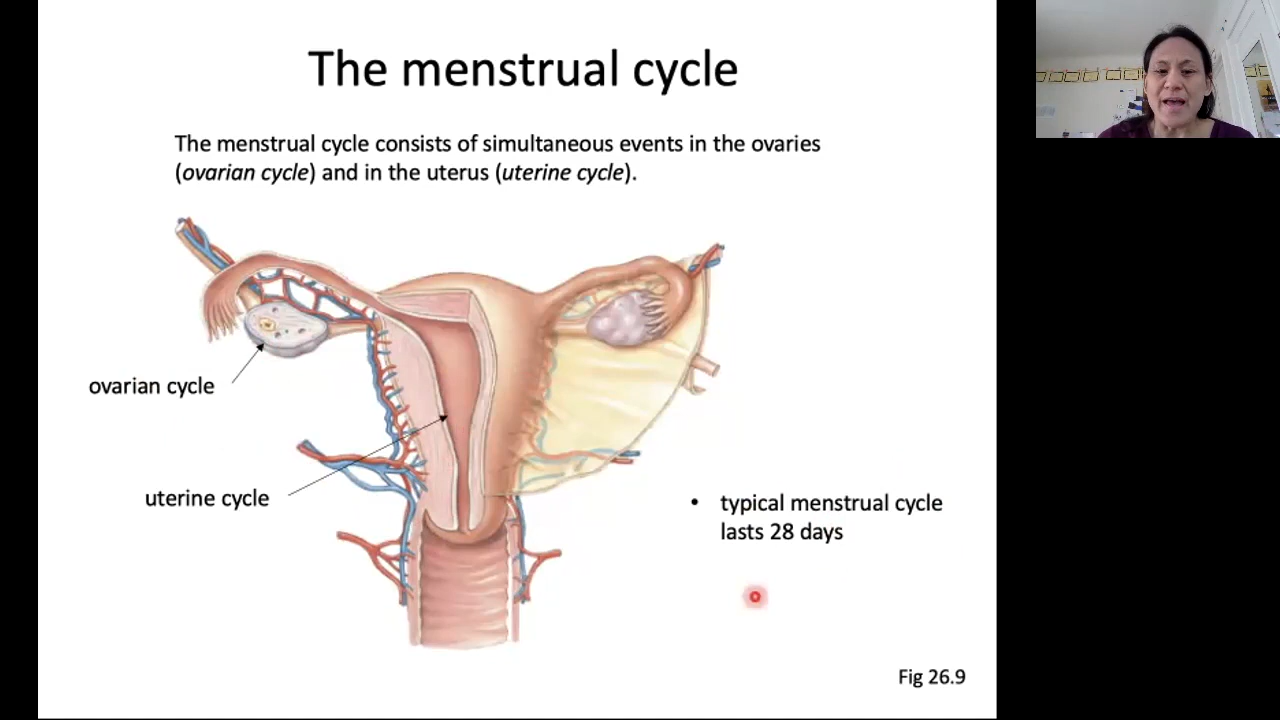 The menstrual cycle
The menstrual cycle consists of simultaneous events in the ovaries
(ovarian cycle) and in the uterus (uterine cycle).
ovarian cycle
uterine cycle
• typical menstrual cycle
lasts 28 days
Fig 26.9